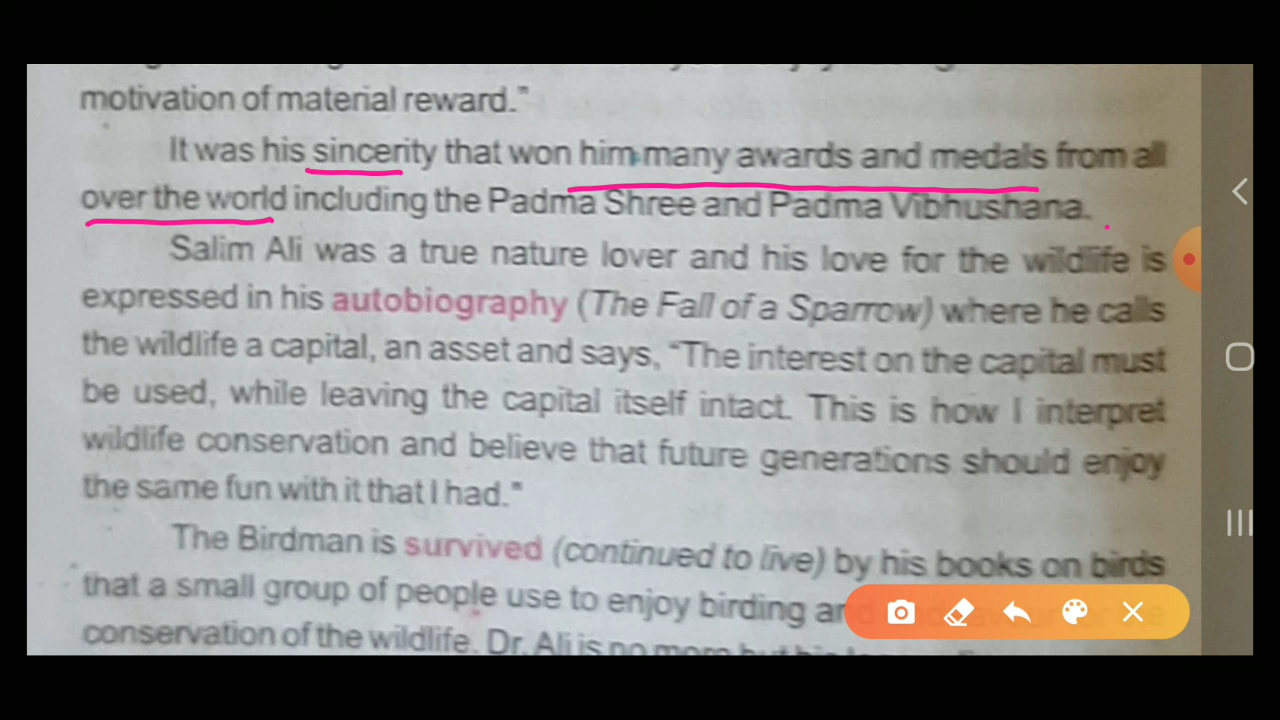 motivation of material reward."
It was his sincerity that won him many awards and medals from all
over the world including the Padma Shree and Padma Vibhushana.
Salim Ali was a true nature lover and his love for the wildlife is
expressed in his autobiography (The Fall of a Sparrow) where he calls
the wildlife a capital, an asset and says, "The interest on the capital must
be used, while leaving the capital itself intact. This is how I interpret
wildlife conservation and believe that future generations should enjoy
the same fun with it that I had."
The Birdman is survived (continued to live) by his books on birds
that a small group of people use to enjoy birding
conservation of the wildlife. Dr. Ali is no more but his